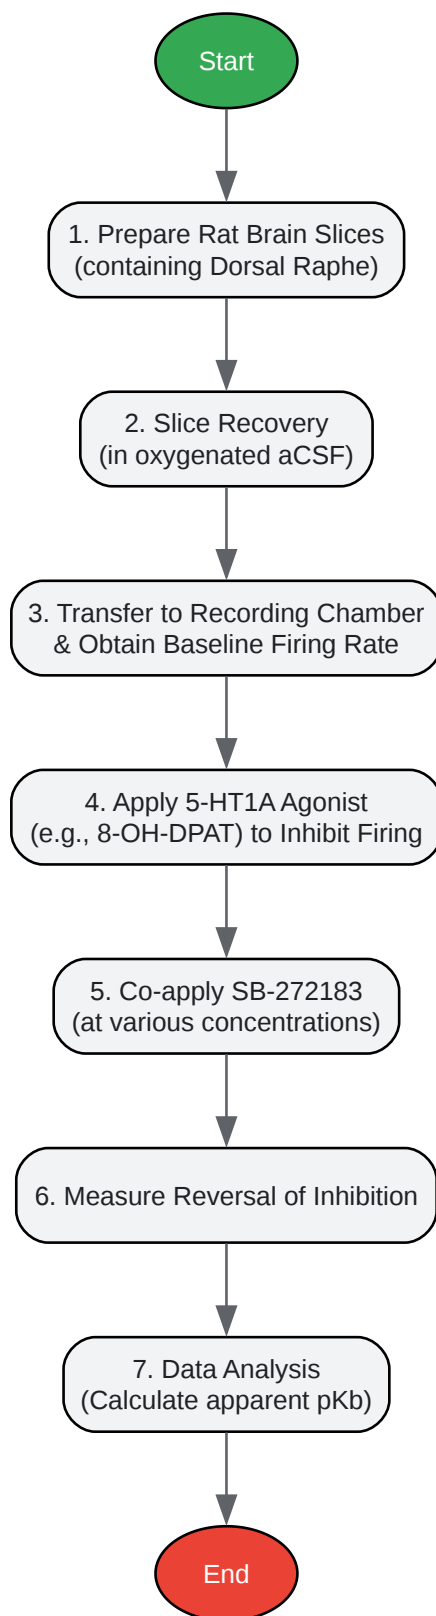 Start
1. Prepare Rat Brain Slices
(containing Dorsal Raphe)
2. Slice Recovery
(in oxygenated aCSF)
3. Transfer to Recording Chamber
& Obtain Baseline Firing Rate
4. Apply 5-HT1A Agonist
(e.g., 8-OH-DPAT) to Inhibit Firing
5. Co-apply SB-272183
(at various concentrations)
6. Measure Reversal of Inhibition
7. Data Analysis
(Calculate apparent pKb)
End